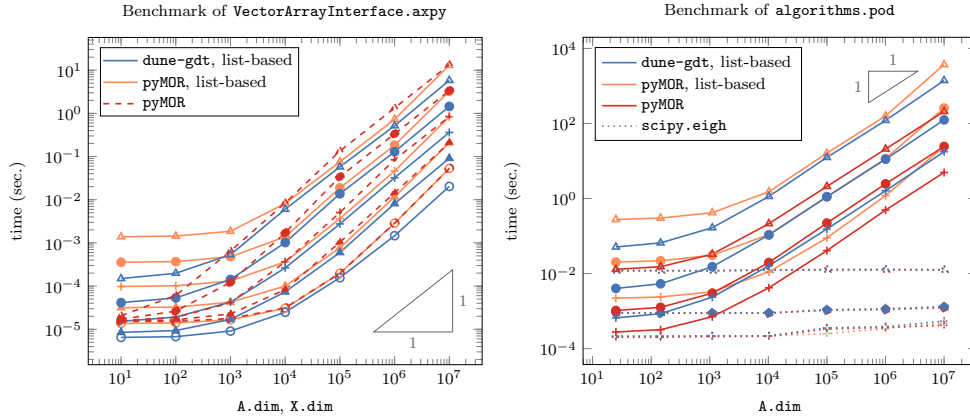 Benchmark of VectorArrayInterface.axpy
dune-gdt, list-based
pyMOR, list-based
pyMOR
time (sec.)
10^1
10^0
10^-1
10^-2
10^-3
10^-4
10^-5
1
1
10^1 10^2 10^3 10^4 10^5 10^6 10^7
A.dim, X.dim
Benchmark of algorithms.pod
dune-gdt, list-based
pyMOR, list-based
pyMOR
scipy.eigh
1
1
time (sec.)
10^4
10^2
10^0
10^-2
10^-4
10^2 10^3 10^4 10^5 10^6 10^7
A.dim